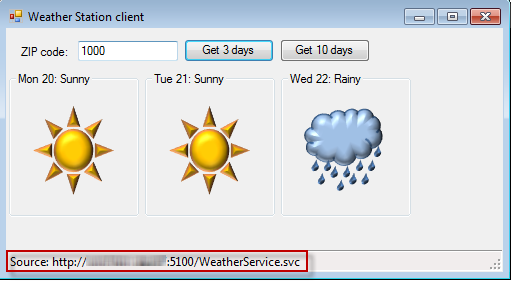 Weather Station client
ZIP code: 1000 Get 3 days Get 10 days
Mon 20: Sunny Tue 21: Sunny Wed 22: Rainy
Source: http:// :5100/WeatherService.svc